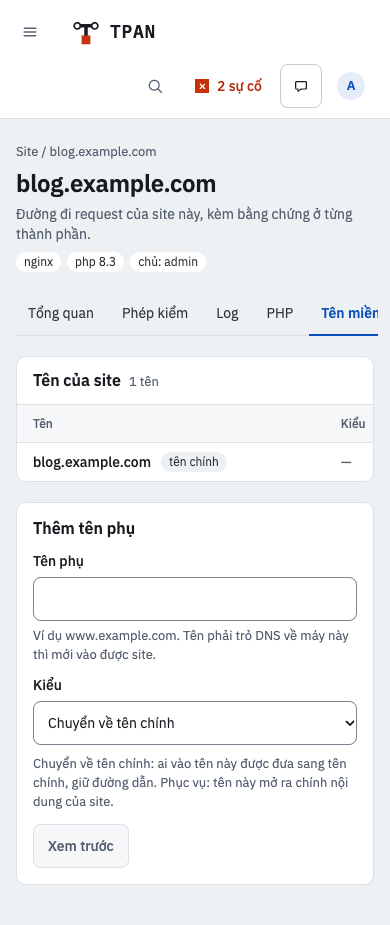 TPAN
2 sự cố
A
Site / blog.example.com
blog.example.com
Đường đi request của site này, kèm bằng chứng ở từng
thành phần.
nginx
php 8.3
chủ: admin
Tổng quan
Phép kiểm
Log
PHP
Tên miền
Tên của site 1 tên
Tên
Kiểu
blog.example.com tên chính
—
Thêm tên phụ
Tên phụ
Ví dụ www.example.com. Tên phải trỏ DNS về máy này
thì mới vào được site.
Kiểu
Chuyển về tên chính
Chuyển về tên chính: ai vào tên này được đưa sang tên
chính, giữ đường dẫn. Phục vụ: tên này mở ra chính nội
dung của site.
Xem trước